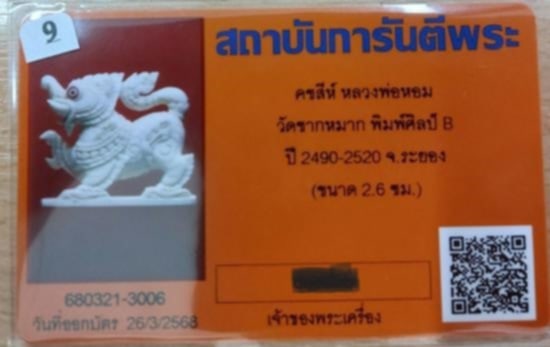 9
สถาบันการันตีพระ
คชสีห์ หลวงพ่อหอม
วัดซากหมาก พิมพ์ศิลป์ B
ปี 2490-2520 จ.ระยอง
(ขนาด 2.6 ซม.)
680321-3006
วันที่ออกบัตร 26/3/2568
เจ้าของพระเครื่อง